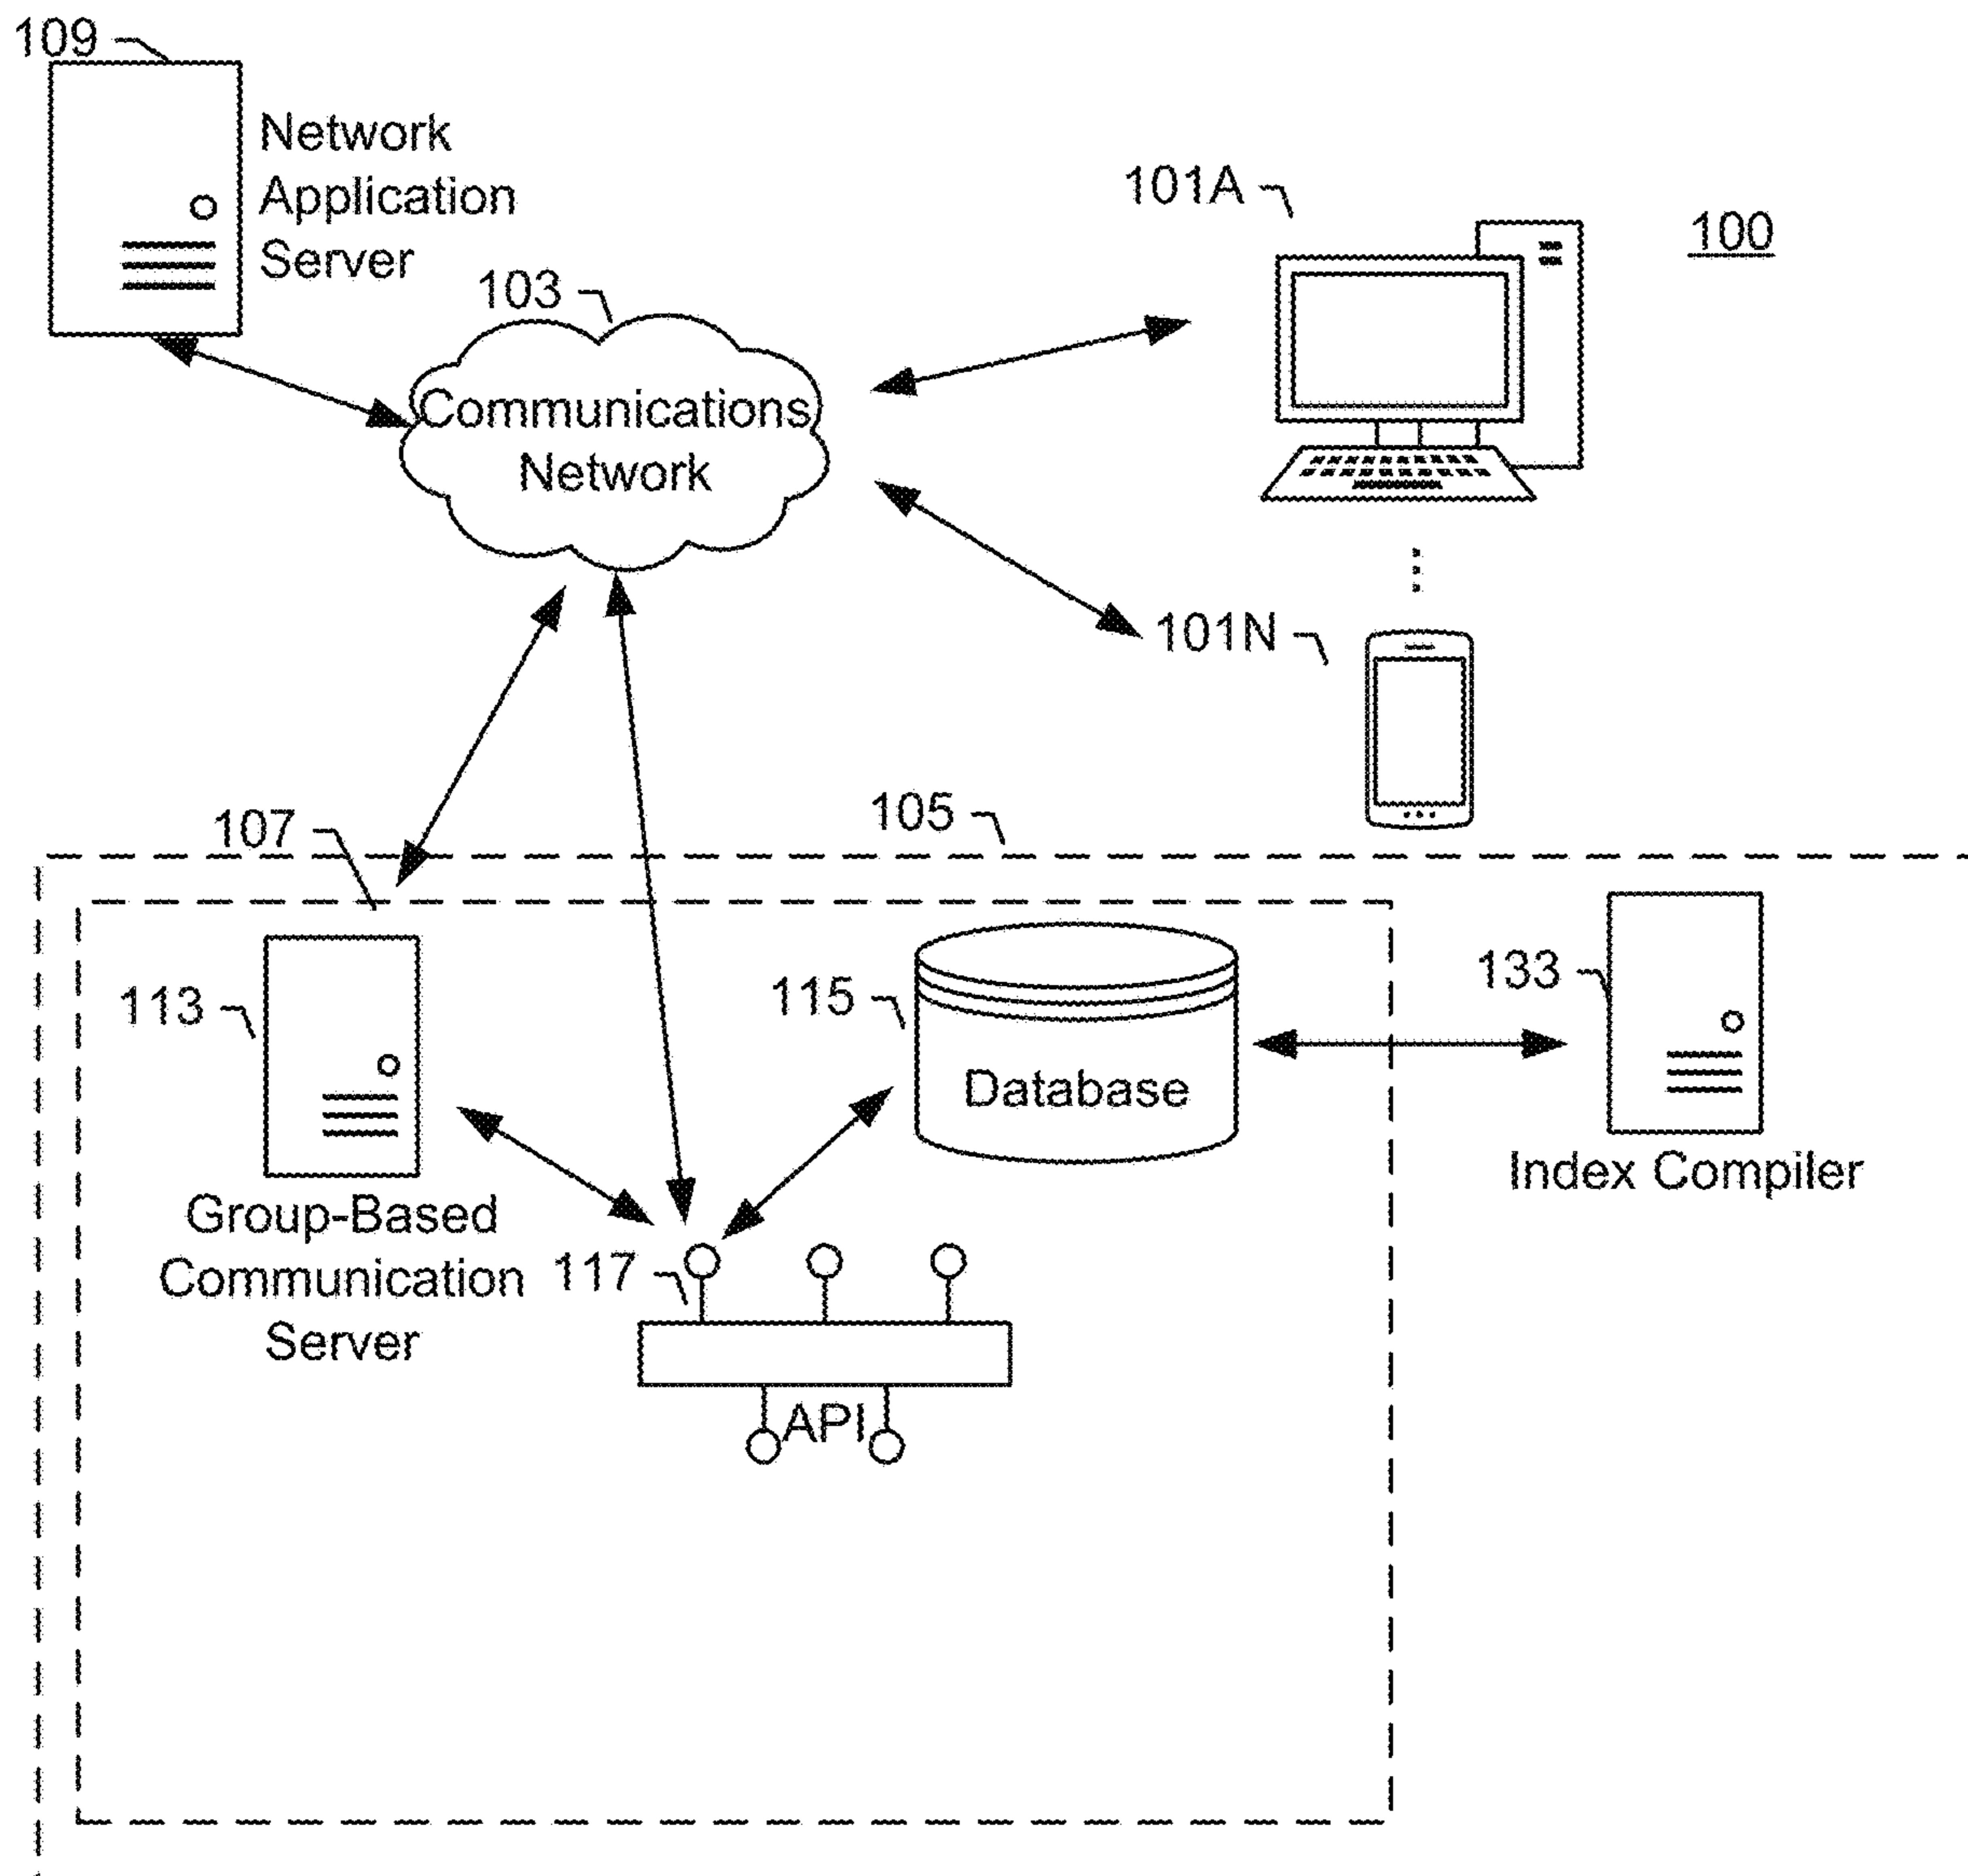 109
Network
Application
Server
101A
100
103
Communications
Network
101N
107
105
113
115
133
Database
Index Compiler
Group-Based
Communication
Server
117
API